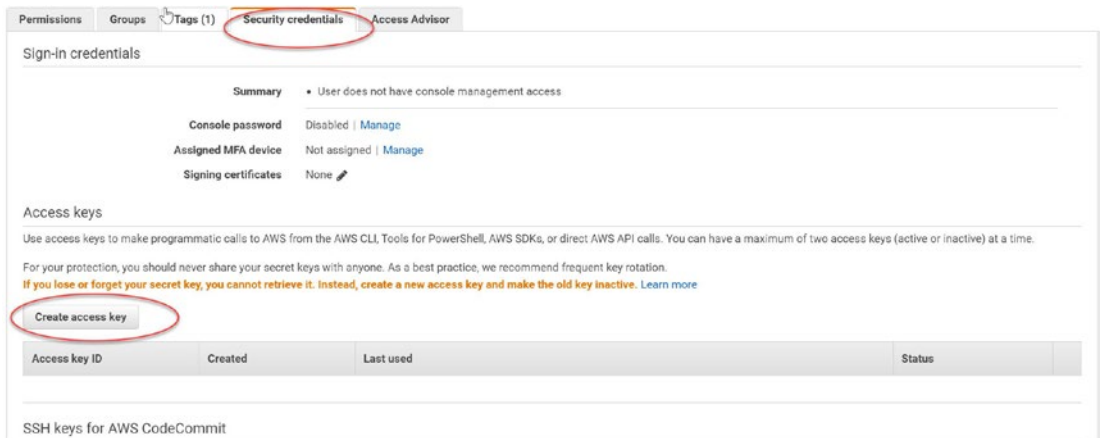 Permissions Groups Tags (1) Security credentials Access Advisor
Sign-in credentials
Summary • User does not have console management access
Console password Disabled | Manage
Assigned MFA device Not assigned | Manage
Signing certificates None
Access keys
Use access keys to make programmatic calls to AWS from the AWS CLI, Tools for PowerShell, AWS SDKs, or direct AWS API calls. You can have a maximum of two access keys (active or inactive) at a time.
For your protection, you should never share your secret keys with anyone. As a best practice, we recommend frequent key rotation.
If you lose or forget your secret key, you cannot retrieve it. Instead, create a new access key and make the old key inactive. Learn more
Create access key
Access key ID Created Last used Status
SSH keys for AWS CodeCommit